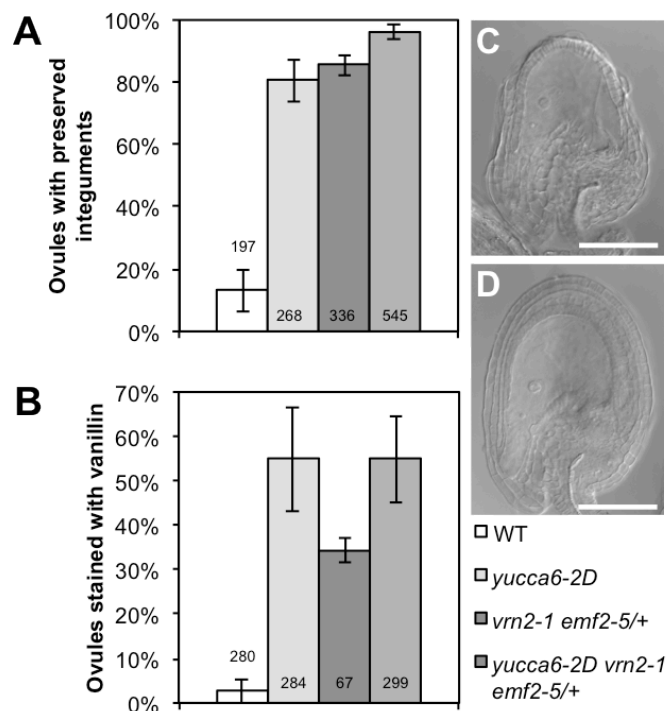 A
Ovules with preserved
integuments
100%
80%
60%
40%
20%
0%
197
268
336
545
B
Ovules stained with vanillin
70%
60%
50%
40%
30%
20%
10%
0%
280
284
67
299
C
D
WT
yucca6-2D
vrn2-1 emf2-5/+
yucca6-2D vrn2-1
emf2-5/+